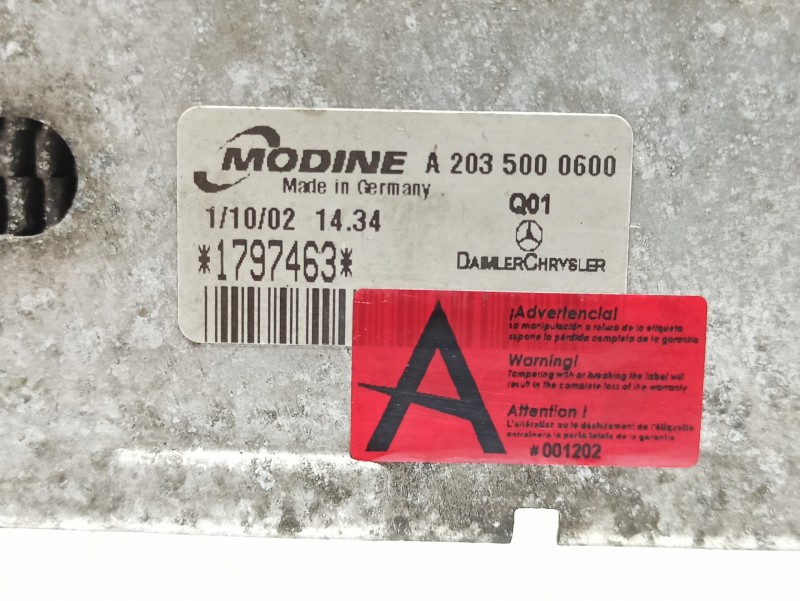 MODINE A 203 500 0600
Made in Germany
Q01
1/10/02 14.34
*1797463*
DAIMLERCHRYSLER
A
¡Advertencia!
La manipulación o rotura de la etiqueta
supone la pérdida completa de la garantía
Warning!
Tampering with or breaking the label will
result in the complete loss of the warranty
Attention !
L'altération ou le déchirement de l'étiquette
entraînera la perte totale de la garantie
#001202